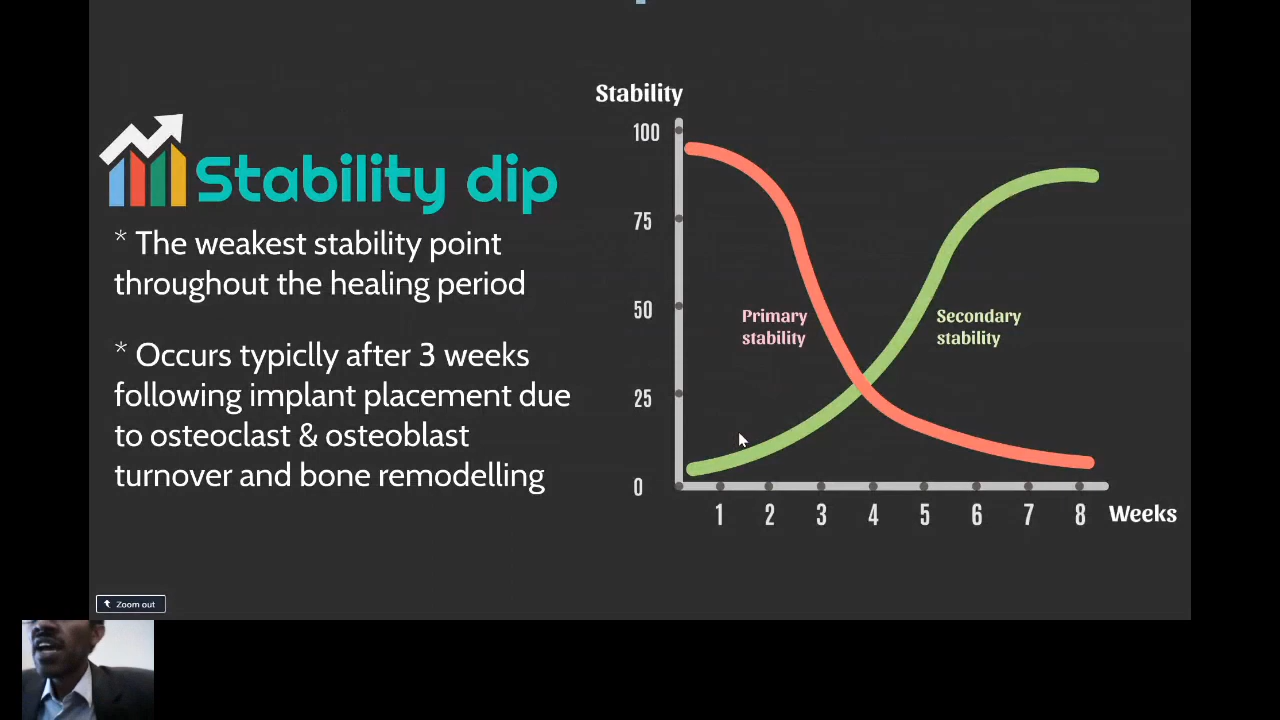 Stability dip
* The weakest stability point
throughout the healing period
* Occurs typiclly after 3 weeks
following implant placement due
to osteoclast & osteoblast
turnover and bone remodelling
Stability
100
75
50
25
0
Primary
stability
Secondary
stability
1 2 3 4 5 6 7 8 Weeks
Zoom out